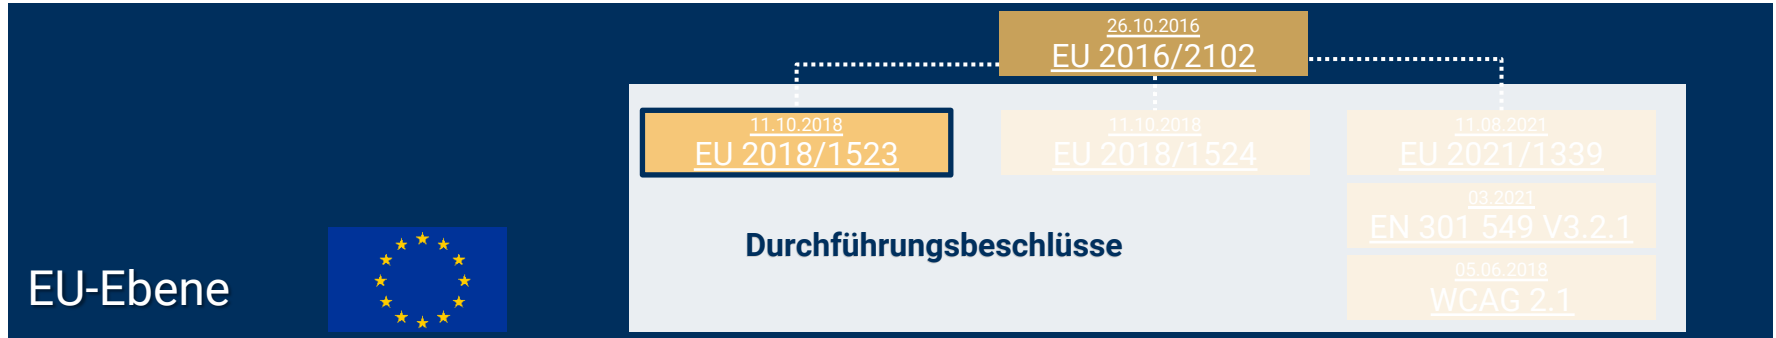 26.10.2016
EU 2016/2102
11.10.2018
EU 2018/1523
11.10.2018
EU 2018/1524
11.08.2021
EU 2021/1339
03.2021
EN 301 549 V3.2.1
05.06.2018
WCAG 2.1
Durchführungsbeschlüsse
EU-Ebene